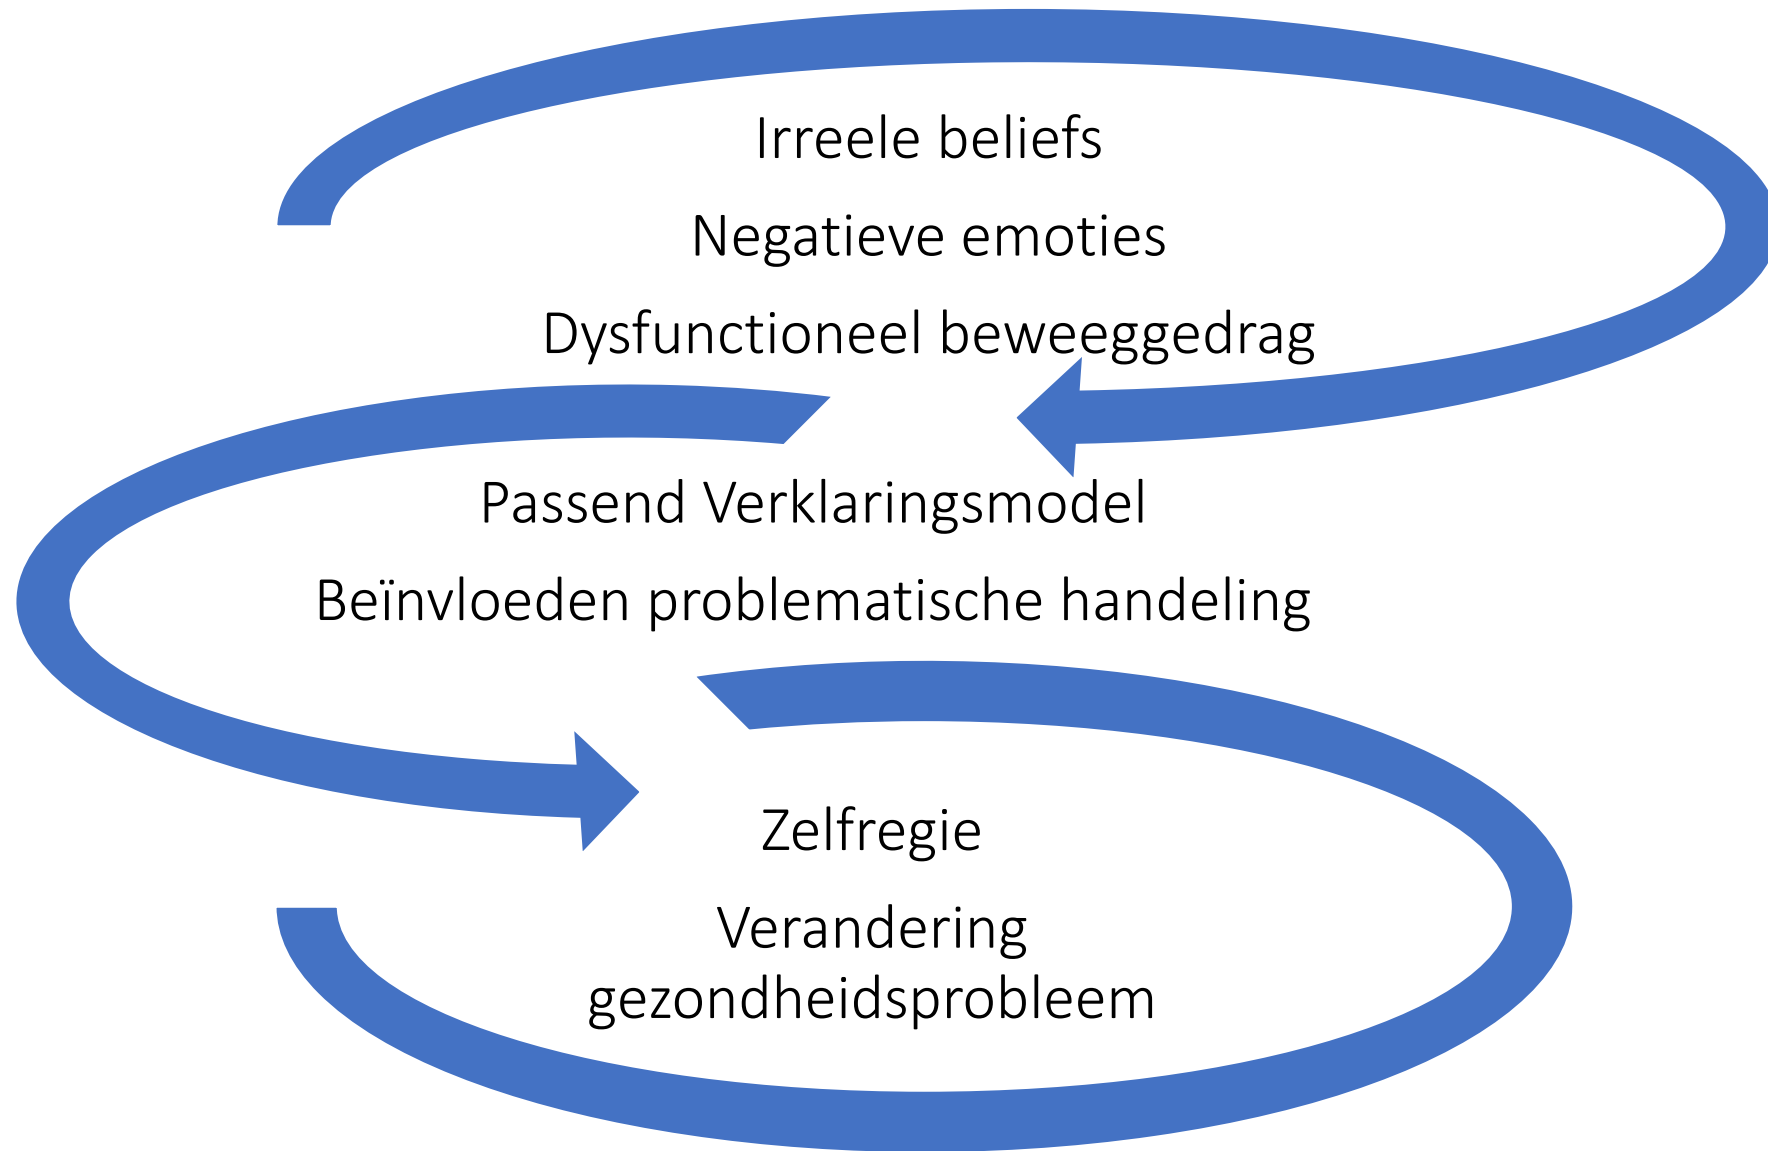 Irreele beliefs
Negatieve emoties
Dysfunctioneel beweeggedrag
Passend Verklaringsmodel
Beïnvloeden problematische handeling
Zelfregie
Verandering
gezondheidsprobleem